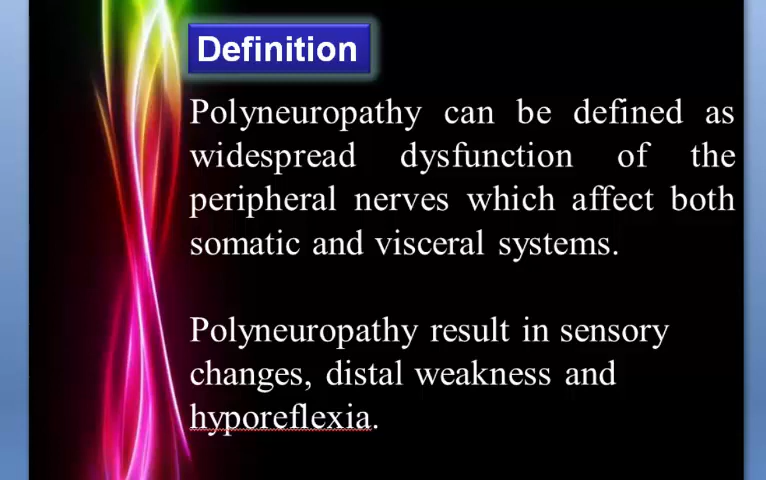 Definition
Polyneuropathy can be defined as
widespread dysfunction of the
peripheral nerves which affect both
somatic and visceral systems.
Polyneuropathy result in sensory
changes, distal weakness and
hyporeflexia.